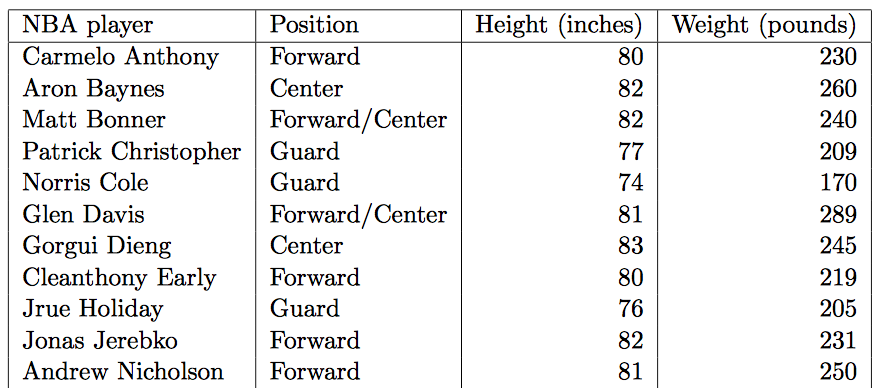 NBA player Position Height (inches) Weight (pounds)
Carmelo Anthony Forward 80 230
Aron Baynes Center 82 260
Matt Bonner Forward/Center 82 240
Patrick Christopher Guard 77 209
Norris Cole Guard 74 170
Glen Davis Forward/Center 81 289
Gorgui Dieng Center 83 245
Cleanthony Early Forward 80 219
Jrue Holiday Guard 76 205
Jonas Jerebko Forward 82 231
Andrew Nicholson Forward 81 250